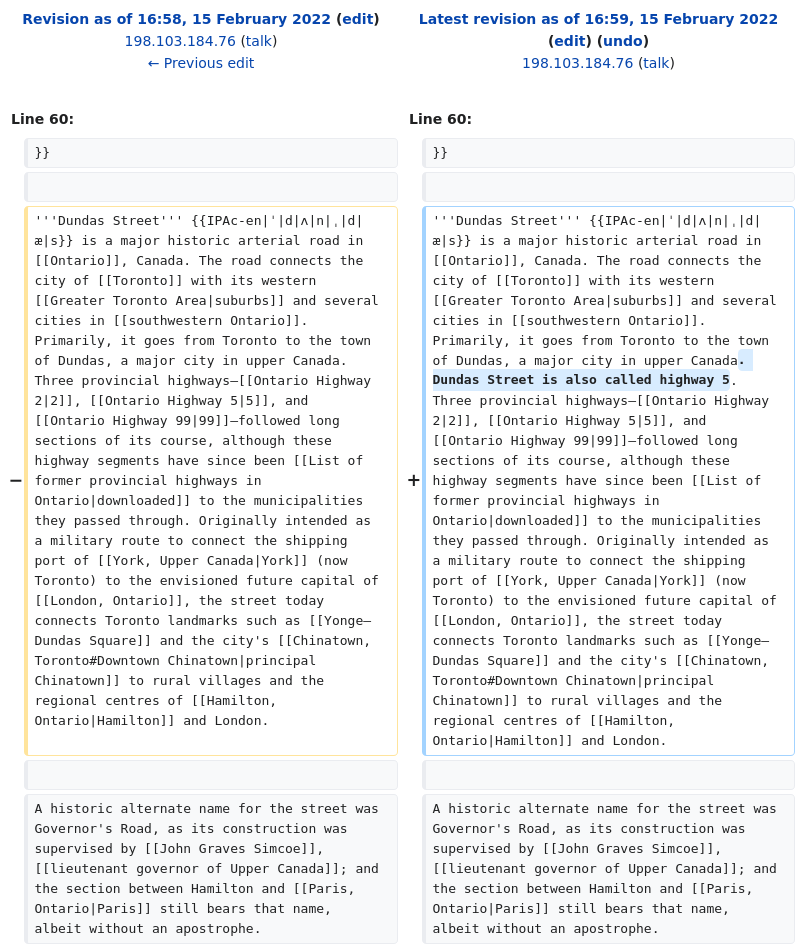 Revision as of 16:58, 15 February 2022 (edit)
198.103.184.76 (talk)
← Previous edit
Latest revision as of 16:59, 15 February 2022
(edit) (undo)
198.103.184.76 (talk)
Line 60:
Line 60:
}}
}}
−
'''Dundas Street''' {{IPAc-en|ˈ|d|ʌ|n|ˌ|d|
æ|s}} is a major historic arterial road in
[[Ontario]], Canada. The road connects the
city of [[Toronto]] with its western
[[Greater Toronto Area|suburbs]] and several
cities in [[southwestern Ontario]].
Primarily, it goes from Toronto to the town
of Dundas, a major city in upper Canada.
Three provincial highways—[[Ontario Highway
2|2]], [[Ontario Highway 5|5]], and
[[Ontario Highway 99|99]]—followed long
sections of its course, although these
highway segments have since been [[List of
former provincial highways in
Ontario|downloaded]] to the municipalities
they passed through. Originally intended as
a military route to connect the shipping
port of [[York, Upper Canada|York]] (now
Toronto) to the envisioned future capital of
[[London, Ontario]], the street today
connects Toronto landmarks such as [[Yonge–
Dundas Square]] and the city's [[Chinatown,
Toronto#Downtown Chinatown|principal
Chinatown]] to rural villages and the
regional centres of [[Hamilton,
Ontario|Hamilton]] and London.
+
'''Dundas Street''' {{IPAc-en|ˈ|d|ʌ|n|ˌ|d|
æ|s}} is a major historic arterial road in
[[Ontario]], Canada. The road connects the
city of [[Toronto]] with its western
[[Greater Toronto Area|suburbs]] and several
cities in [[southwestern Ontario]].
Primarily, it goes from Toronto to the town
of Dundas, a major city in upper Canada.
Dundas Street is also called highway 5.
Three provincial highways—[[Ontario Highway
2|2]], [[Ontario Highway 5|5]], and
[[Ontario Highway 99|99]]—followed long
sections of its course, although these
highway segments have since been [[List of
former provincial highways in
Ontario|downloaded]] to the municipalities
they passed through. Originally intended as
a military route to connect the shipping
port of [[York, Upper Canada|York]] (now
Toronto) to the envisioned future capital of
[[London, Ontario]], the street today
connects Toronto landmarks such as [[Yonge–
Dundas Square]] and the city's [[Chinatown,
Toronto#Downtown Chinatown|principal
Chinatown]] to rural villages and the
regional centres of [[Hamilton,
Ontario|Hamilton]] and London.
A historic alternate name for the street was
Governor's Road, as its construction was
supervised by [[John Graves Simcoe]],
[[lieutenant governor of Upper Canada]]; and
the section between Hamilton and [[Paris,
Ontario|Paris]] still bears that name,
albeit without an apostrophe.
A historic alternate name for the street was
Governor's Road, as its construction was
supervised by [[John Graves Simcoe]],
[[lieutenant governor of Upper Canada]]; and
the section between Hamilton and [[Paris,
Ontario|Paris]] still bears that name,
albeit without an apostrophe.